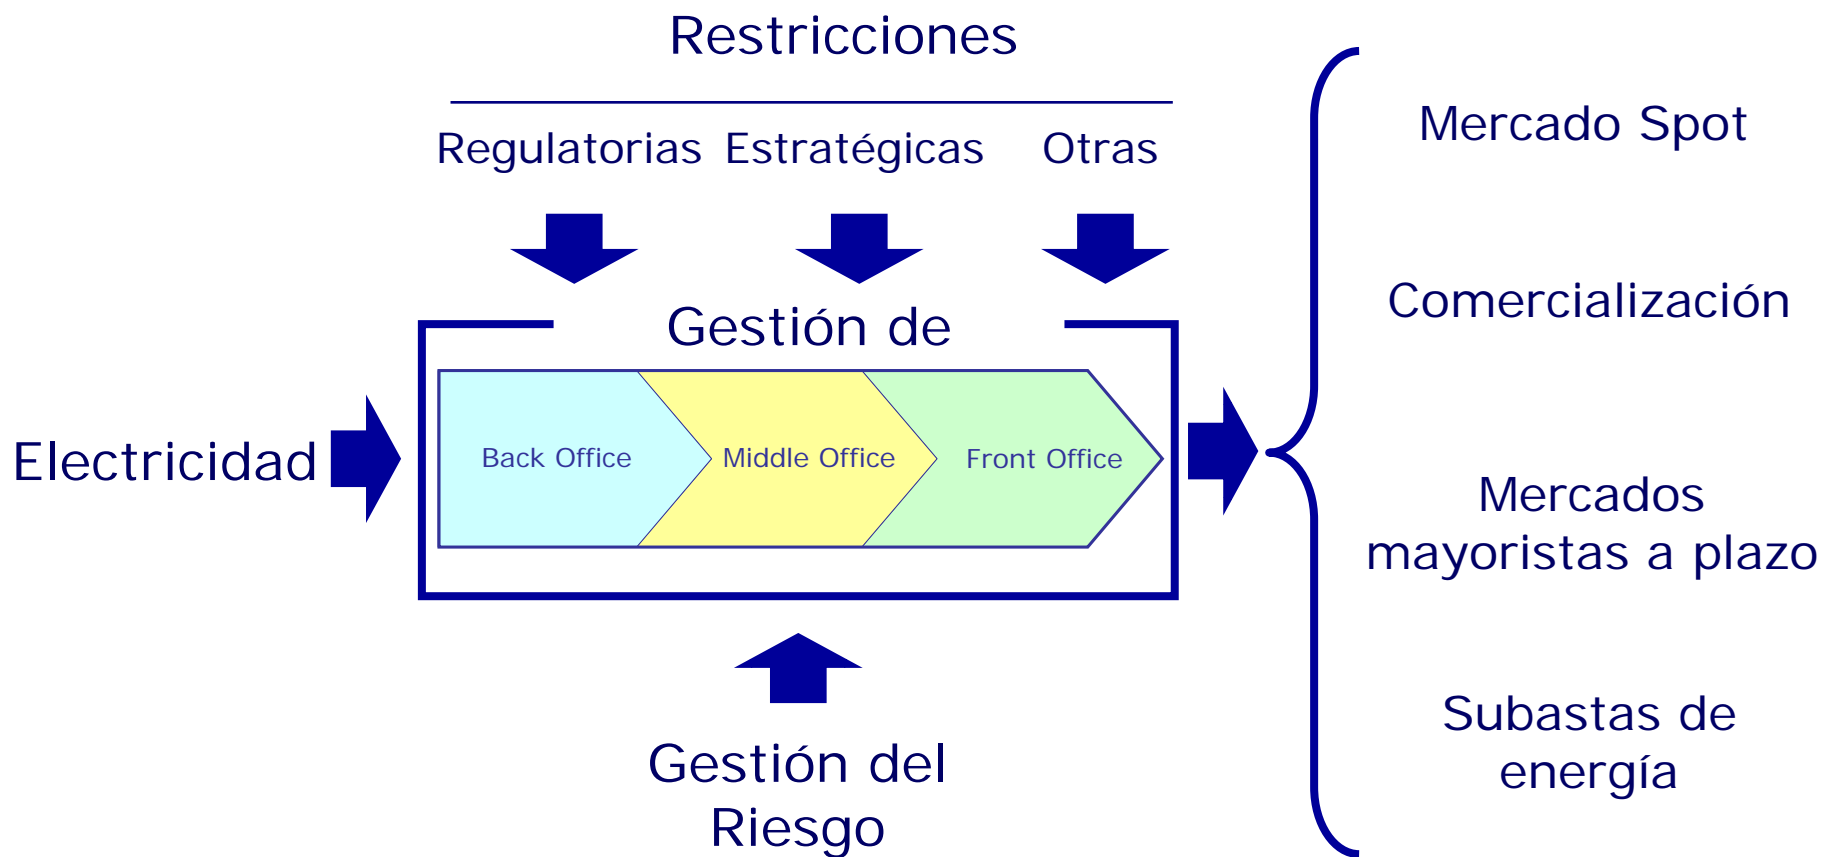 Restricciones
Regulatorias Estratégicas Otras
Gestión de
Electricidad
Back Office
Middle Office
Front Office
Gestión del
Riesgo
Mercado Spot
Comercialización
Mercados
mayoristas a plazo
Subastas de
energía